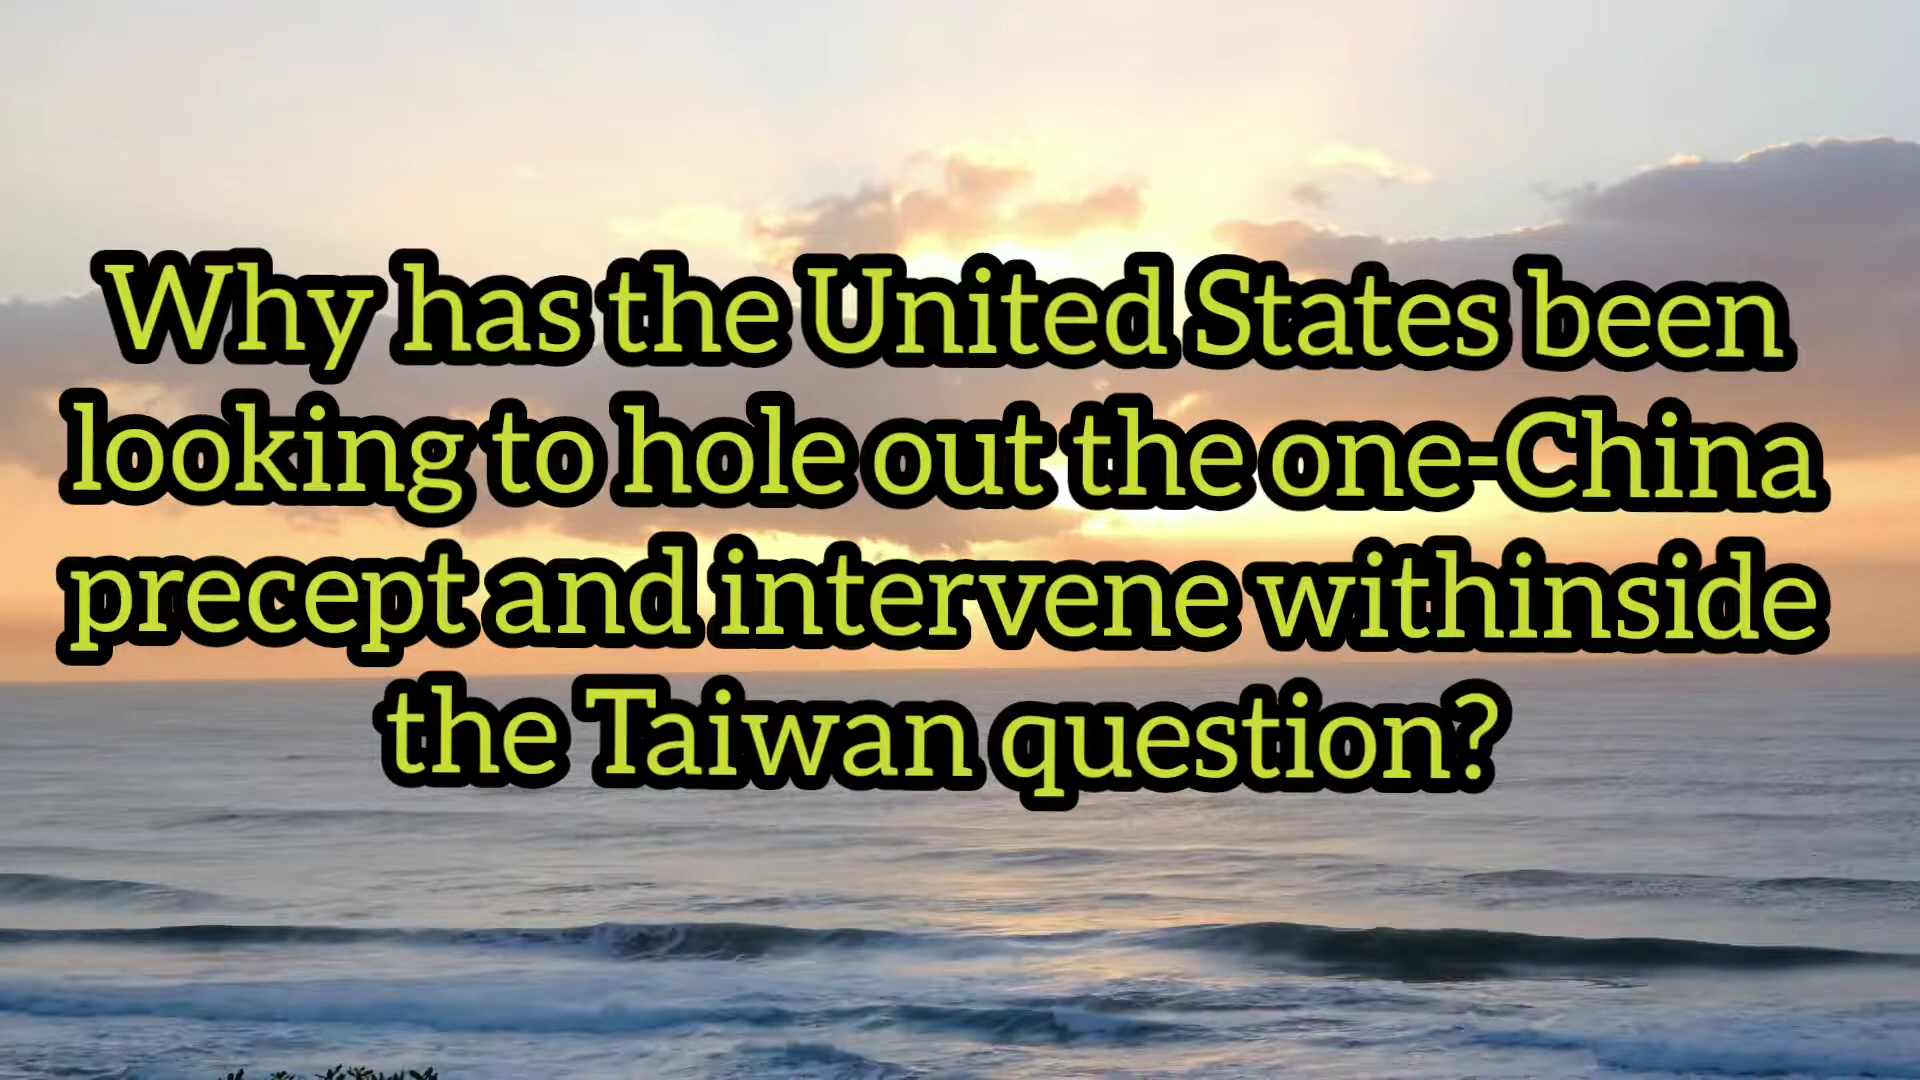 Why has the United States been
looking to hole out the one-China
precept and intervene withinside
the Taiwan question?